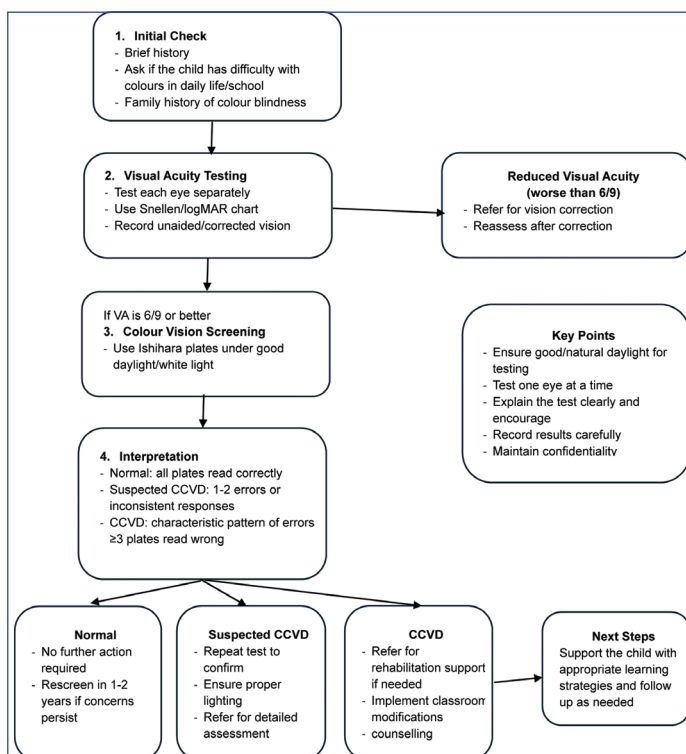 1. Initial Check
- Brief history
- Ask if the child has difficulty with
colours in daily life/school
- Family history of colour blindness
2. Visual Acuity Testing
- Test each eye separately
- Use Snellen/logMAR chart
- Record unaided/corrected vision
Reduced Visual Acuity
(worse than 6/9)
- Refer for vision correction
- Reassess after correction
If VA is 6/9 or better
3. Colour Vision Screening
- Use Ishihara plates under good
daylight/white light
Key Points
- Ensure good/natural daylight for
testing
- Test one eye at a time
- Explain the test clearly and
encourage
- Record results carefully
- Maintain confidentiality
4. Interpretation
- Normal: all plates read correctly
- Suspected CCVD: 1-2 errors or
inconsistent responses
- CCVD: characteristic pattern of errors
≥3 plates read wrong
Normal
- No further action
required
- Rescreen in 1-2
years if concerns
persist
Suspected CCVD
- Repeat test to
confirm
- Ensure proper
lighting
- Refer for detailed
assessment
CCVD
- Refer for
rehabilitation support
if needed
- Implement classroom
modifications
- counselling
Next Steps
Support the child with
appropriate learning
strategies and follow
up as needed